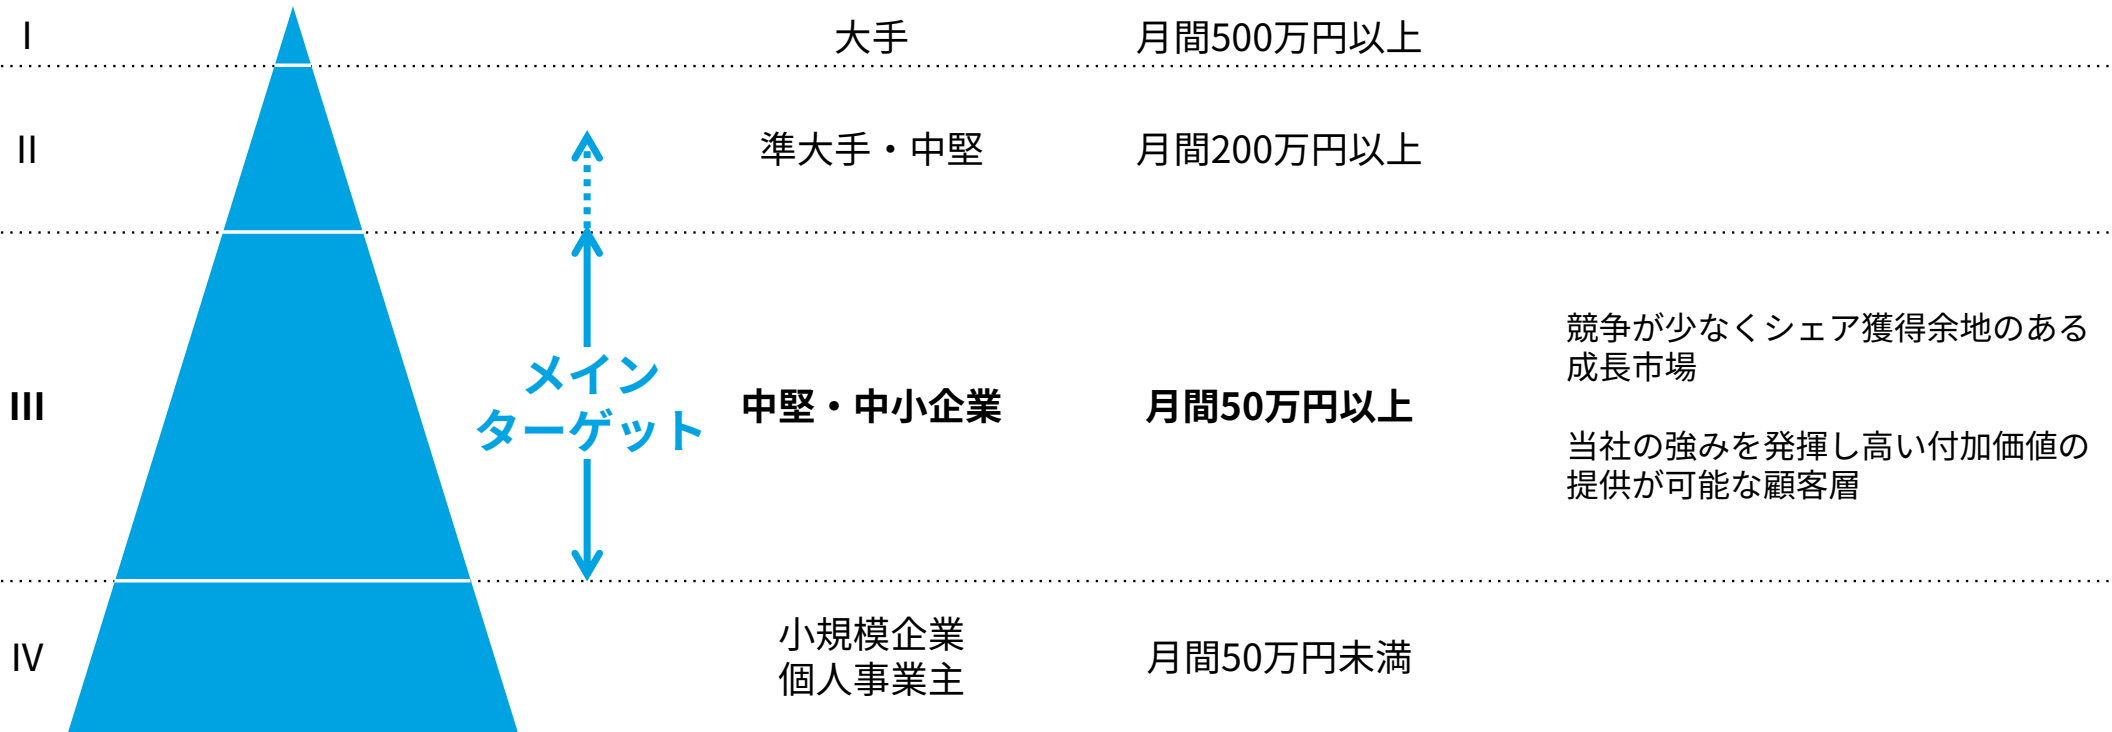 I
大手
月間500万円以上
II
準大手・中堅
月間200万円以上
III
メイン
ターゲット
中堅・中小企業
月間50万円以上
競争が少なくシェア獲得余地のある
成長市場
当社の強みを発揮し高い付加価値の
提供が可能な顧客層
IV
小規模企業
個人事業主
月間50万円未満